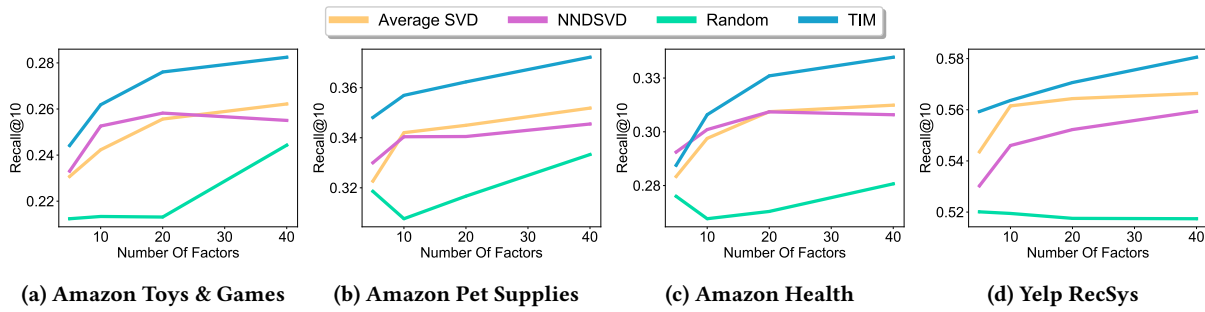 Average SVD NNDSVD Random TIM
Recall@10
0.28
0.26
0.24
0.22
10 20 30 40
Number Of Factors
(a) Amazon Toys & Games
Recall@10
0.36
0.34
0.32
10 20 30 40
Number Of Factors
(b) Amazon Pet Supplies
Recall@10
0.33
0.30
0.28
10 20 30 40
Number Of Factors
(c) Amazon Health
Recall@10
0.58
0.56
0.54
0.52
10 20 30 40
Number Of Factors
(d) Yelp RecSys